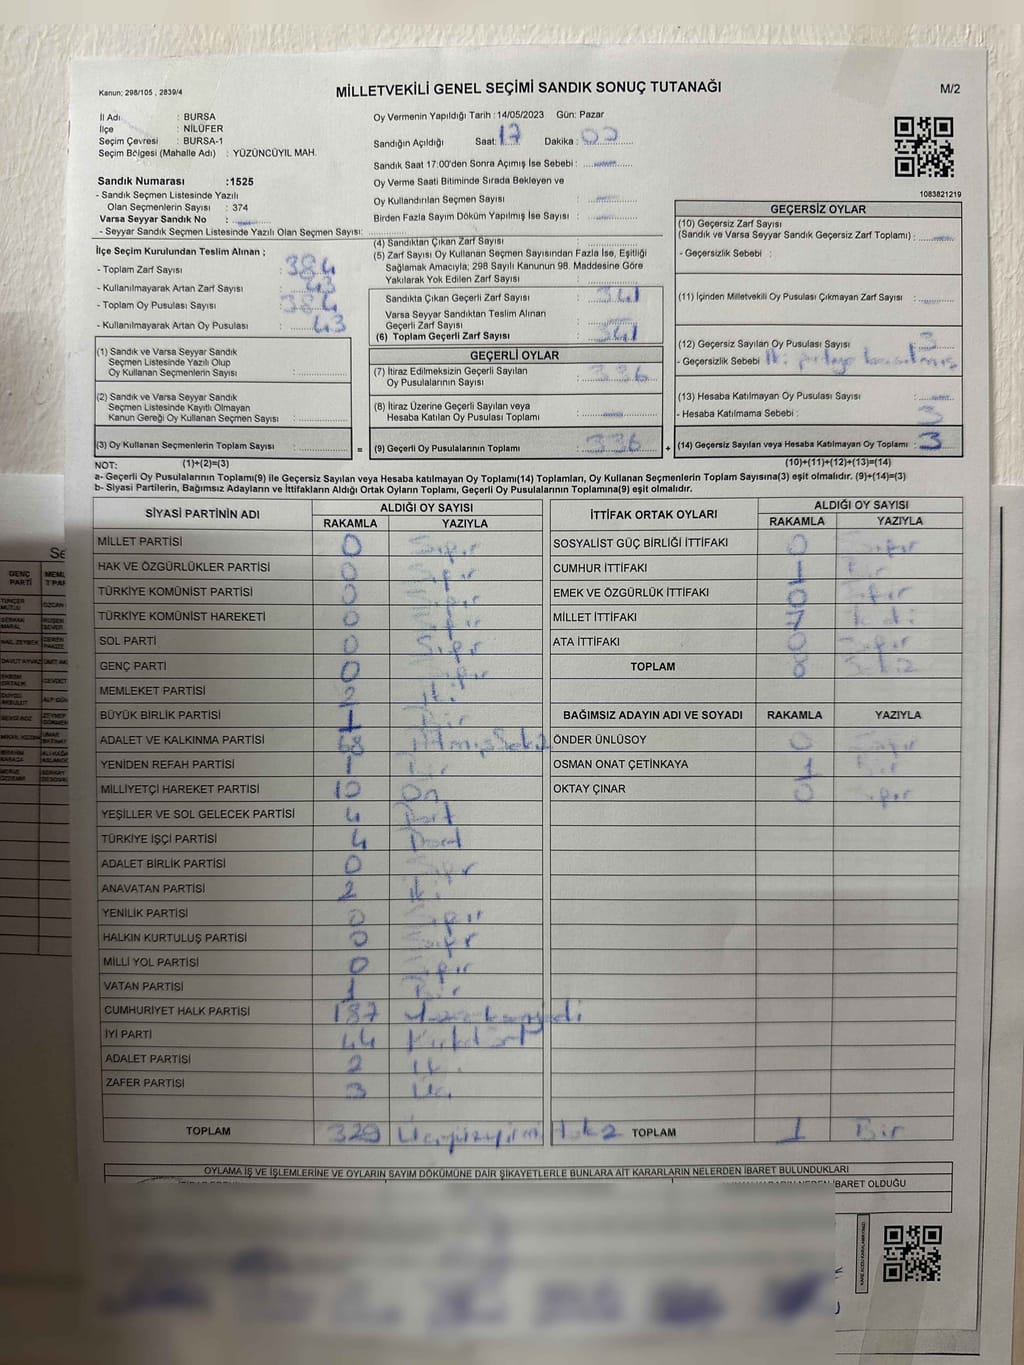 Kanun; 298/105 , 2839/4
MİLLETVEKİLİ GENEL SEÇİMİ SANDIK SONUÇ TUTANAĞI
M/2
İl Adı : BURSA
İlçe : NİLÜFER
Seçim Çevresi : BURSA-1
Seçim Bölgesi (Mahalle Adı) : YÜZÜNCÜYIL MAH.
Oy Vermenin Yapıldığı Tarih :14/05/2023 Gün: Pazar
Sandığın Açıldığı Saat: 17 Dakika : 00
Sandık Saat 17:00'den Sonra Açımış İse Sebebi :
Sandık Numarası :1525
- Sandık Seçmen Listesinde Yazılı
Olan Seçmenlerin Sayısı : 374
Varsa Seyyar Sandık No :
- Seyyar Sandık Seçmen Listesinde Yazılı Olan Seçmen Sayısı:
Oy Verme Saati Bitiminde Sırada Bekleyen ve
Oy Kullandırılan Seçmen Sayısı :
Birden Fazla Sayım Döküm Yapılmış İse Sayısı :
1083821219
İlçe Seçim Kurulundan Teslim Alınan ;
- Toplam Zarf Sayısı : 384
- Kullanılmayarak Artan Zarf Sayısı : 43
- Toplam Oy Pusulası Sayısı : 384
- Kullanılmayarak Artan Oy Pusulası : 43
(1) Sandık ve Varsa Seyyar Sandık
Seçmen Listesinde Yazılı Olup
Oy Kullanan Seçmenlerin Sayısı :
(2) Sandık ve Varsa Seyyar Sandık
Seçmen Listesinde Kayıtlı Olmayan
Kanun Gereği Oy Kullanan Seçmen Sayısı :
(3) Oy Kullanan Seçmenlerin Toplam Sayısı :
(4) Sandıktan Çıkan Zarf Sayısı :
(5) Zarf Sayısı Oy Kullanan Seçmen Sayısından Fazla İse, Eşitliği
Sağlamak Amacıyla; 298 Sayılı Kanunun 98. Maddesine Göre
Yakılarak Yok Edilen Zarf Sayısı :
Sandıkta Çıkan Geçerli Zarf Sayısı : 341
Varsa Seyyar Sandıktan Teslim Alınan
Geçerli Zarf Sayısı :
(6) Toplam Geçerli Zarf Sayısı : 341
GEÇERLİ OYLAR
(7) İtiraz Edilmeksizin Geçerli Sayılan
Oy Pusulalarının Sayısı : 336
(8) İtiraz Üzerine Geçerli Sayılan veya
Hesaba Katılan Oy Pusulası Toplamı :
= (9) Geçerli Oy Pusulalarının Toplamı : 336 +
GEÇERSİZ OYLAR
(10) Geçersiz Zarf Sayısı
(Sandık ve Varsa Seyyar Sandık Geçersiz Zarf Toplamı) :
- Geçersizlik Sebebi :
(11) İçinden Milletvekili Oy Pusulası Çıkmayan Zarf Sayısı :
(12) Geçersiz Sayılan Oy Pusulası Sayısı : 3
- Geçersizlik Sebebi : İki partiye basılmış
(13) Hesaba Katılmayan Oy Pusulası Sayısı :
- Hesaba Katılmama Sebebi : 3
(14) Geçersiz Sayılan veya Hesaba Katılmayan Oy Toplamı : 3
NOT: (1)+(2)=(3)
(10)+(11)+(12)+(13)=(14)
a- Geçerli Oy Pusulalarının Toplamı(9) ile Geçersiz Sayılan veya Hesaba katılmayan Oy Toplamı(14) Toplamları, Oy Kullanan Seçmenlerin Toplam Sayısına(3) eşit olmalıdır. (9)+(14)=(3)
b- Siyasi Partilerin, Bağımsız Adayların ve İttifakların Aldığı Ortak Oyların Toplamı, Geçerli Oy Pusulalarının Toplamına(9) eşit olmalıdır.
SİYASİ PARTİNİN ADI ALDIĞI OY SAYISI
RAKAMLA YAZIYLA
MİLLET PARTİSİ 0 Sıfır
HAK VE ÖZGÜRLÜKLER PARTİSİ 0 Sıfır
TÜRKİYE KOMÜNİST PARTİSİ 0 Sıfır
TÜRKİYE KOMÜNİST HAREKETİ 0 Sıfır
SOL PARTİ 0 Sıfır
GENÇ PARTİ 0 Sıfır
MEMLEKET PARTİSİ 2 İki
BÜYÜK BİRLİK PARTİSİ 1 Bir
ADALET VE KALKINMA PARTİSİ 68 Altmış Sekiz
YENİDEN REFAH PARTİSİ 1 Bir
MİLLİYETÇİ HAREKET PARTİSİ 10 On
YEŞİLLER VE SOL GELECEK PARTİSİ 4 Dört
TÜRKİYE İŞÇİ PARTİSİ 4 Dört
ADALET BİRLİK PARTİSİ 0 Sıfır
ANAVATAN PARTİSİ 2 İki
YENİLİK PARTİSİ 0 Sıfır
HALKIN KURTULUŞ PARTİSİ 0 Sıfır
MİLLİ YOL PARTİSİ 0 Sıfır
VATAN PARTİSİ 1 Bir
CUMHURİYET HALK PARTİSİ 187
İYİ PARTİ 44 Kırkdört
ADALET PARTİSİ 2 İki
ZAFER PARTİSİ 3 Üç
TOPLAM 329
İTTİFAK ORTAK OYLARI ALDIĞI OY SAYISI
RAKAMLA YAZIYLA
SOSYALİST GÜÇ BİRLİĞİ İTTİFAKI 0 Sıfır
CUMHUR İTTİFAKI 1 Bir
EMEK VE ÖZGÜRLÜK İTTİFAKI 0 Sıfır
MİLLET İTTİFAKI 7 Yedi
ATA İTTİFAKI 0 Sıfır
TOPLAM 8 Sekiz
BAĞIMSIZ ADAYIN ADI VE SOYADI RAKAMLA YAZIYLA
ÖNDER ÜNLÜSOY 0 Sıfır
OSMAN ONAT ÇETİNKAYA 1 Bir
OKTAY ÇINAR 0 Sıfır
TOPLAM 1 Bir
OYLAMA İŞ VE İŞLEMLERİNE VE OYLARIN SAYIM DÖKÜMÜNE DAİR ŞİKAYETLERLE BUNLARA AİT KARARLARIN NELERDEN İBARET BULUNDUKLARI
İBARET OLDUĞU
GENÇ PARTİ